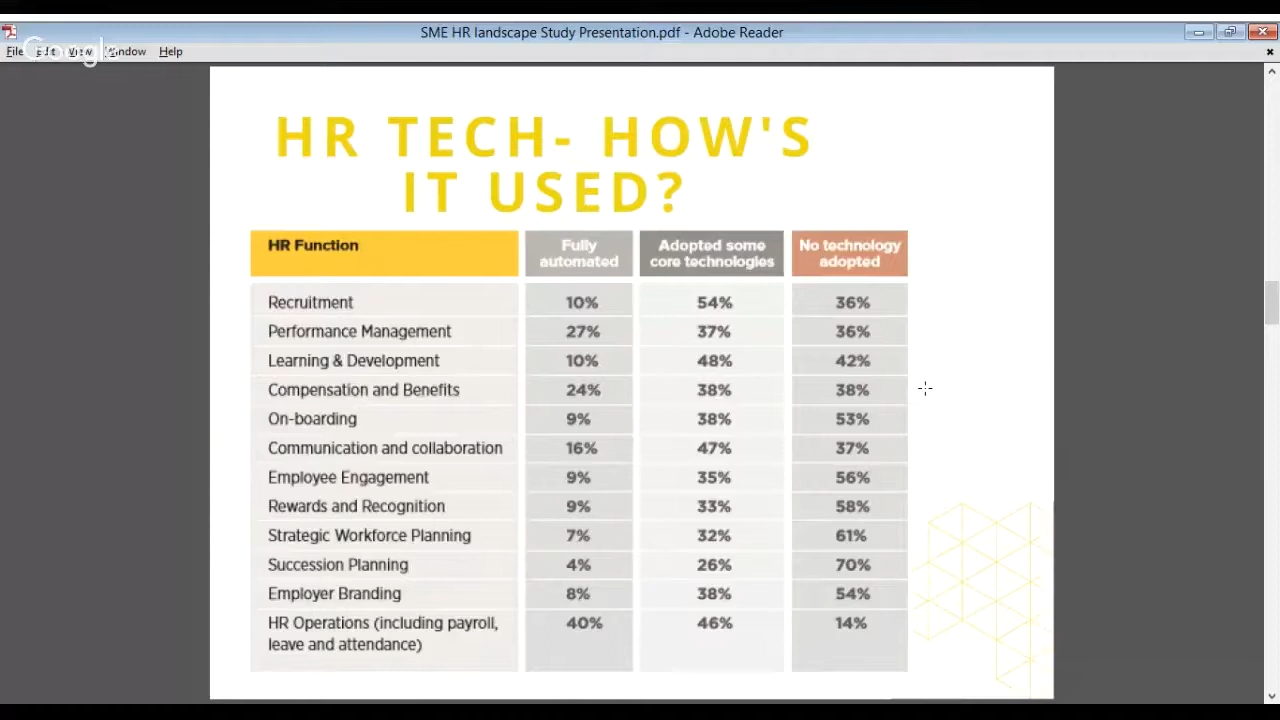 SME HR landscape Study Presentation.pdf - Adobe Reader
File Edit View Window Help
Google
HR TECH- HOW'S
IT USED?
HR Function Fully automated Adopted some core technologies No technology adopted
Recruitment 10% 54% 36%
Performance Management 27% 37% 36%
Learning & Development 10% 48% 42%
Compensation and Benefits 24% 38% 38%
On-boarding 9% 38% 53%
Communication and collaboration 16% 47% 37%
Employee Engagement 9% 35% 56%
Rewards and Recognition 9% 33% 58%
Strategic Workforce Planning 7% 32% 61%
Succession Planning 4% 26% 70%
Employer Branding 8% 38% 54%
HR Operations (including payroll, 40% 46% 14%
leave and attendance)